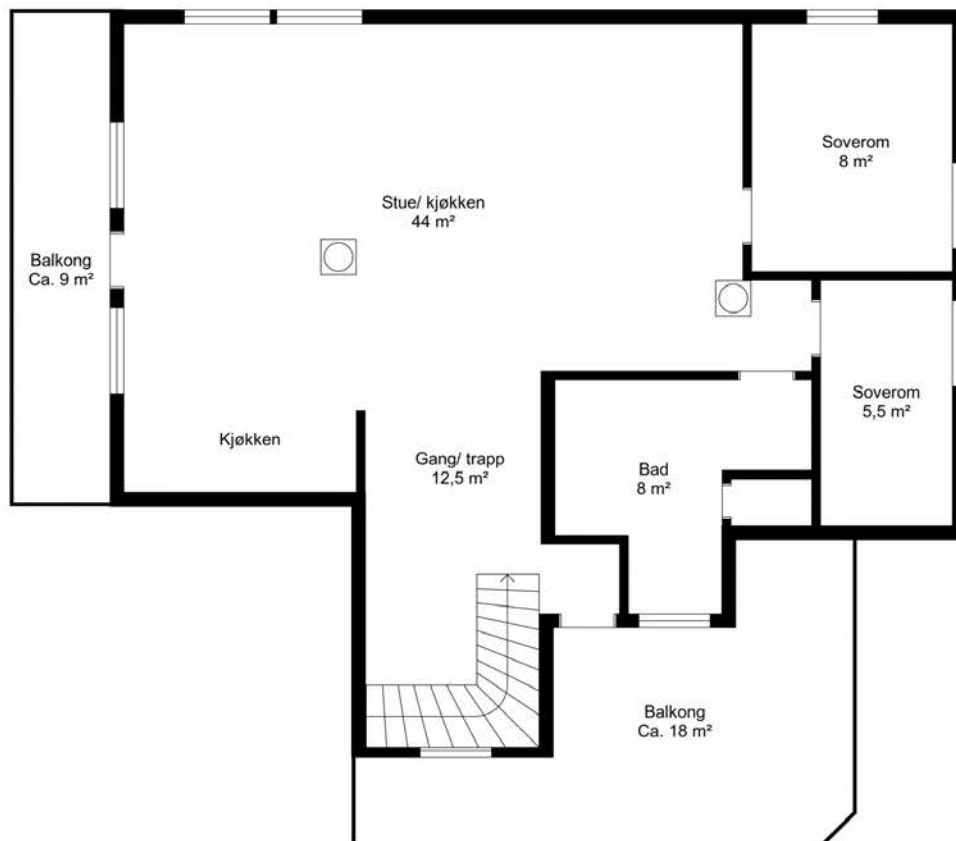 Soverom
8 m²
Stue/ kjøkken
44 m²
Balkong
Ca. 9 m²
Soverom
5,5 m²
Kjøkken
Gang/ trapp
12,5 m²
Bad
8 m²
Balkong
Ca. 18 m²